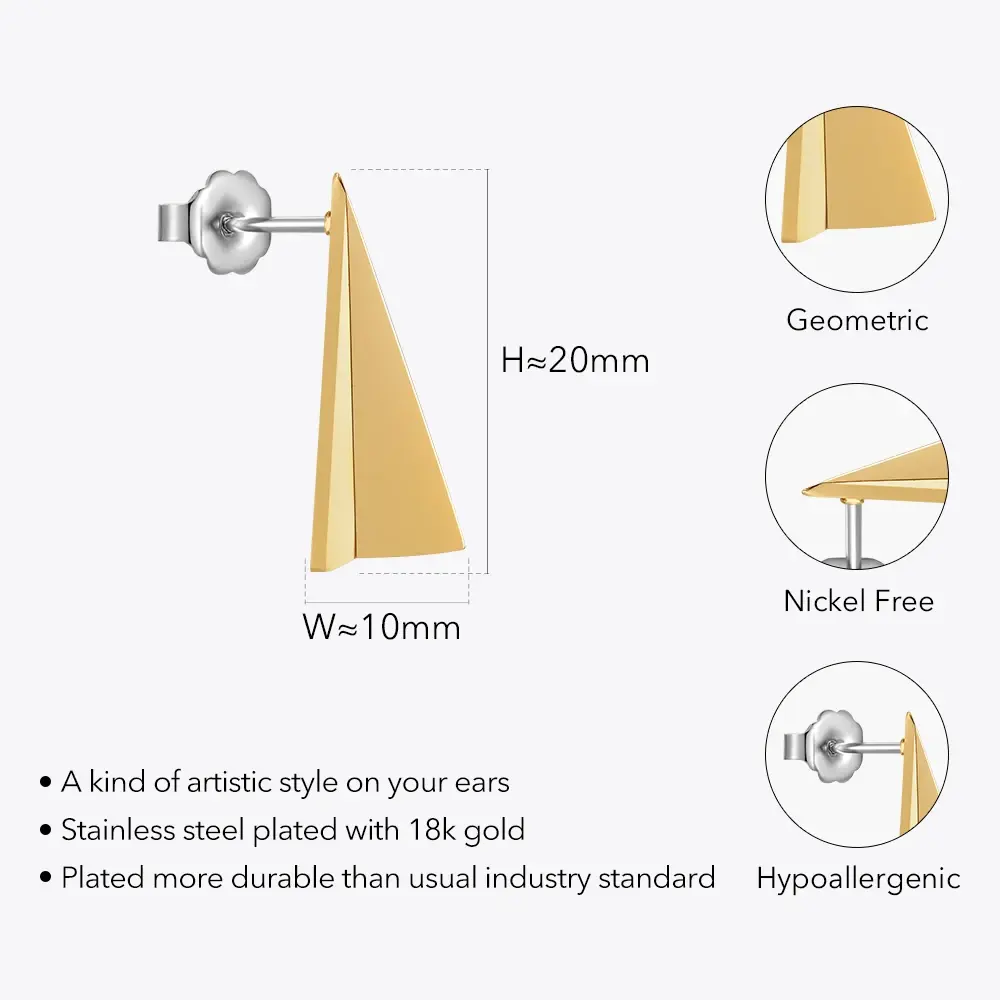 H≈20mm
W≈10mm
Geometric
Nickel Free
Hypoallergenic
• A kind of artistic style on your ears
• Stainless steel plated with 18k gold
• Plated more durable than usual industry standard